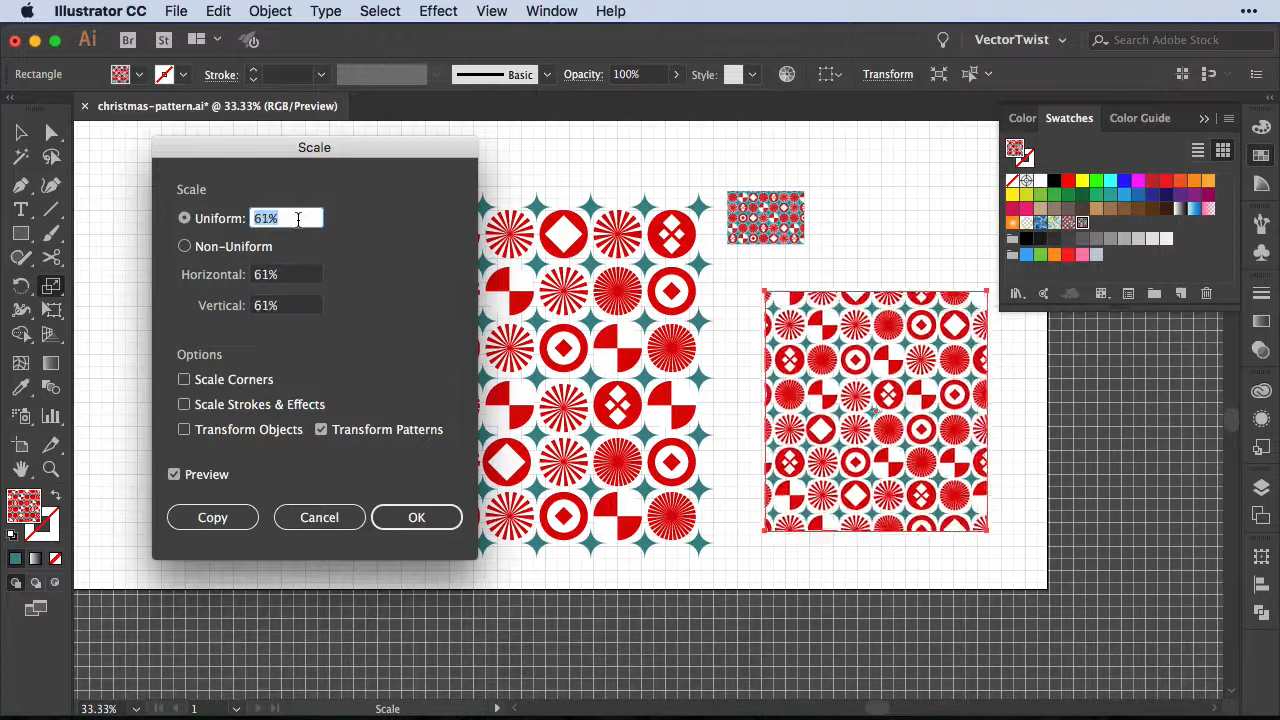 Illustrator CC File Edit Object Type Select Effect View Window Help
Ai Br St VectorTwist Search Adobe Stock
Rectangle Stroke: Basic Opacity: 100% Style: Transform
× christmas-pattern.ai* @ 33.33% (RGB/Preview)
Color Swatches Color Guide
Scale
Scale
Uniform: 61%
Non-Uniform
Horizontal: 61%
Vertical: 61%
Options
Scale Corners
Scale Strokes & Effects
Transform Objects Transform Patterns
Preview
Copy Cancel OK
33.33% 1 Scale